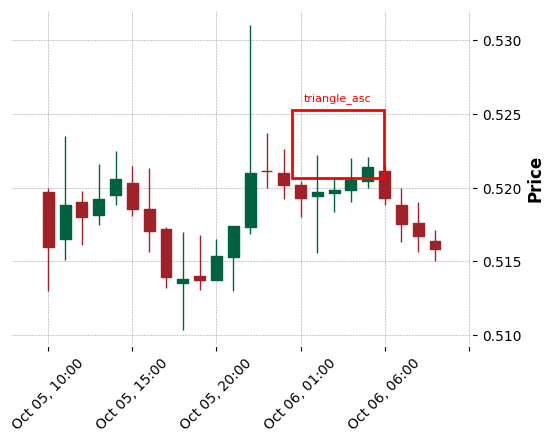 triangle_asc
0.530
0.525
0.520
0.515
0.510
Price
Oct 05, 10:00
Oct 05, 15:00
Oct 05, 20:00
Oct 06, 01:00
Oct 06, 06:00